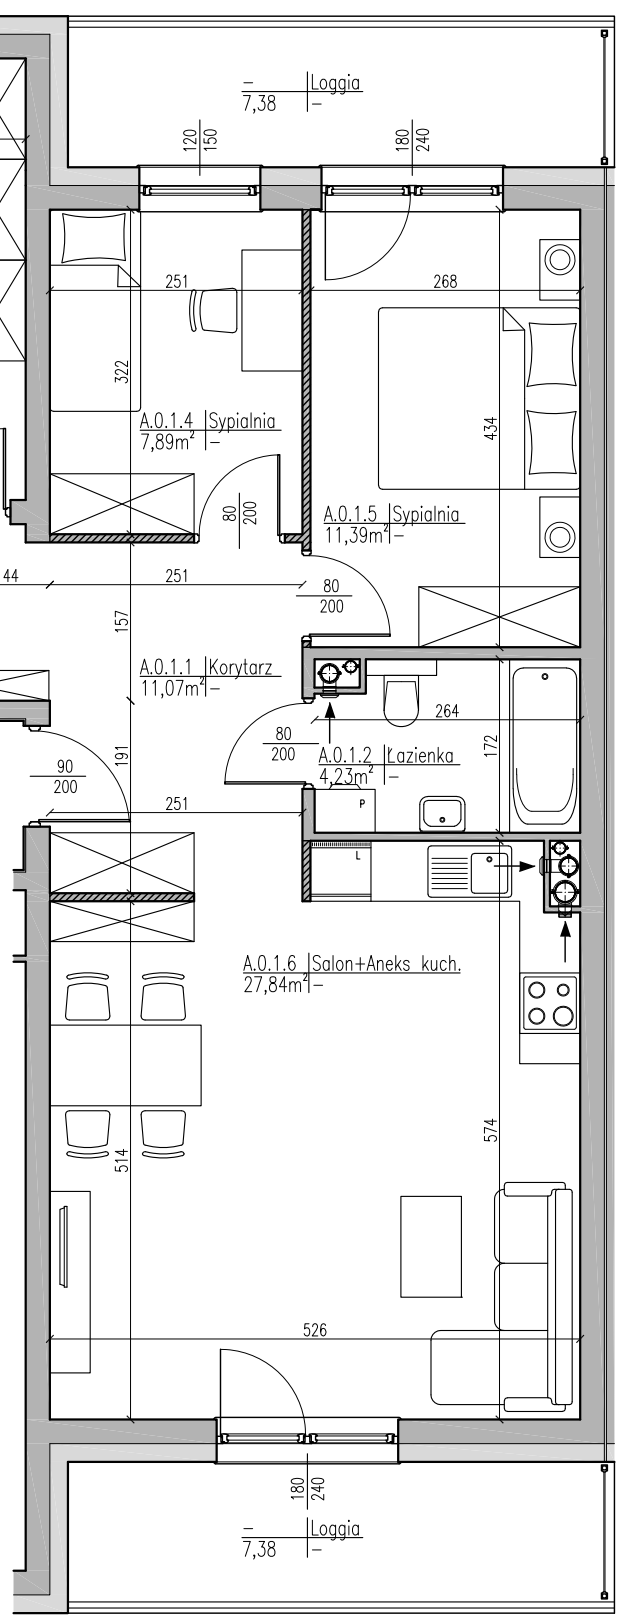 – Loggia
7,38 –
120
150
180
240
251
268
322
434
A.0.1.4 Sypialnia
7,89m² –
80
200
A.0.1.5 Sypialnia
11,39m² –
44
251
80
200
157
A.0.1.1 Korytarz
11,07m² –
264
80
200
172
A.0.1.2 Łazienka
4,23m² –
191
90
200
P
251
L
A.0.1.6 Salon+Aneks kuch.
27,84m² –
574
514
526
180
240
– Loggia
7,38 –